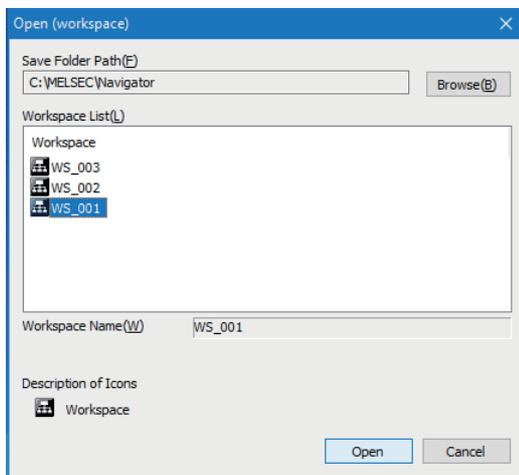 Open (workspace)
Save Folder Path(F)
C:\MELSEC\Navigator
Browse(B)
Workspace List(L)
Workspace
WS_003
WS_002
WS_001
Workspace Name(W) WS_001
Description of Icons
Workspace
Open Cancel